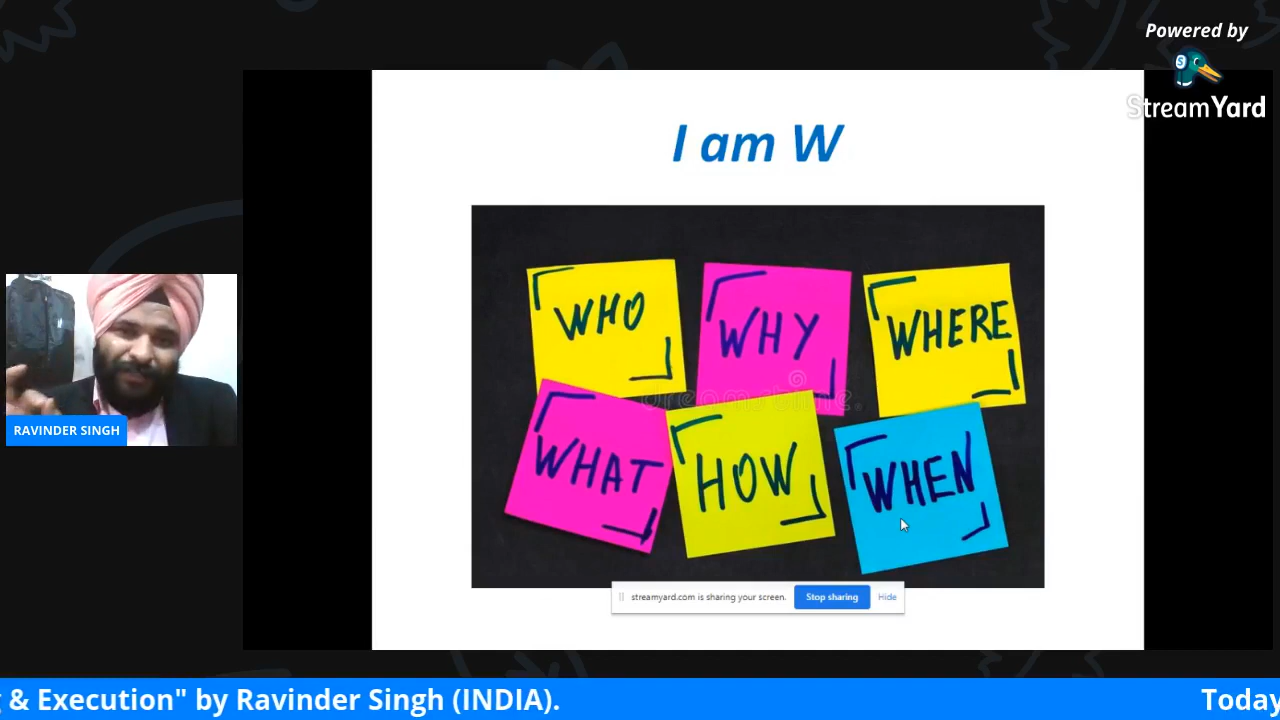 Powered by
StreamYard
I am W
WHO
WHY
WHERE
dreamstime.
WHAT
HOW
WHEN
streamyard.com is sharing your screen.
Stop sharing
Hide
RAVINDER SINGH
& Execution" by Ravinder Singh (INDIA).
Today